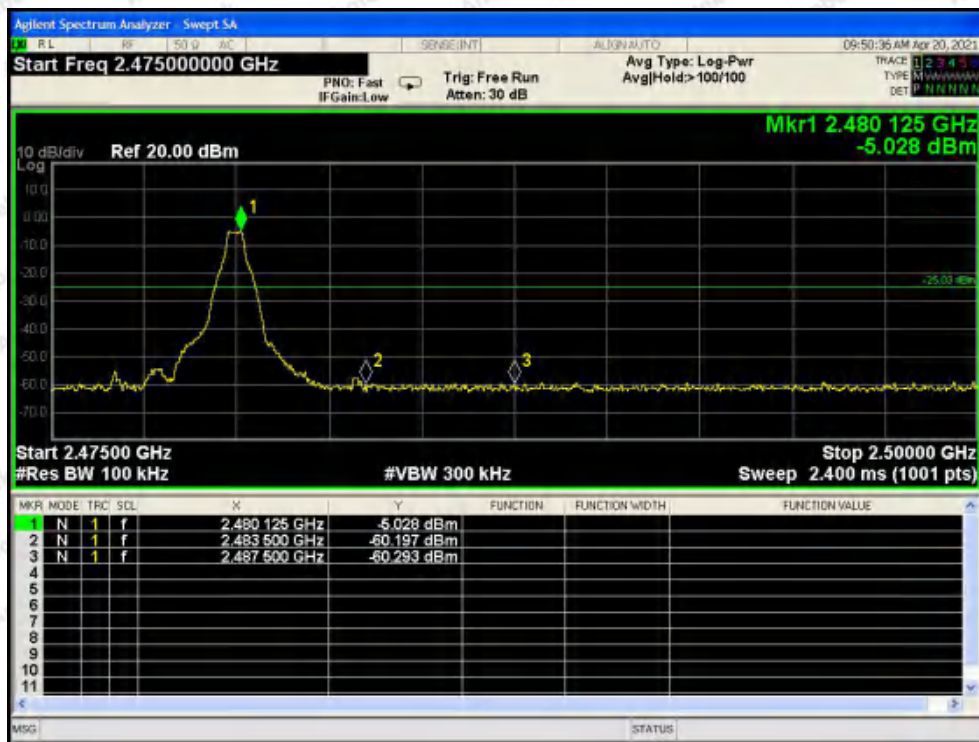 Agilent Spectrum Analyzer - Swept SA
RL RF 50 Ω AC SENSE:INT ALIGN AUTO 09:50:36 AM Apr 20, 2021
Start Freq 2.475000000 GHz
PNO: Fast
IFGain:Low
Trig: Free Run
Atten: 30 dB
Avg Type: Log-Pwr
Avg|Hold:>100/100
TRACE 1 2 3 4 5 6
TYPE
DET P N N N N N
Mkr1 2.480 125 GHz
-5.028 dBm
10 dB/div Ref 20.00 dBm
Log
10.0
0.00
-10.0
-20.0
-30.0
-40.0
-50.0
-60.0
-70.0
1
-25.03 dBm
2
3
Start 2.47500 GHz Stop 2.50000 GHz
#Res BW 100 kHz #VBW 300 kHz Sweep 2.400 ms (1001 pts)
MKR MODE TRC SCL X Y FUNCTION FUNCTION WIDTH FUNCTION VALUE
1 N 1 f 2.480 125 GHz -5.028 dBm
2 N 1 f 2.483 500 GHz -60.197 dBm
3 N 1 f 2.487 500 GHz -60.293 dBm
4
5
6
7
8
9
10
11
MSG STATUS